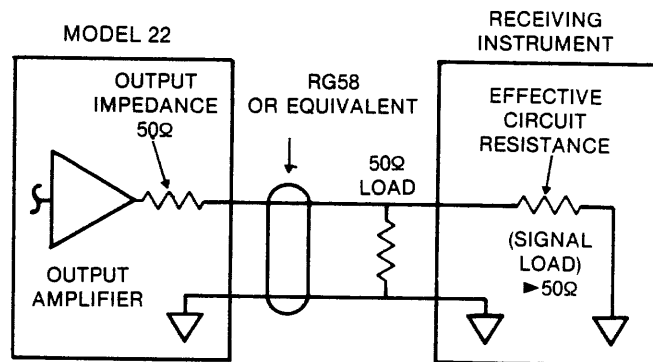 MODEL 22
OUTPUT
IMPEDANCE
50Ω
OUTPUT
AMPLIFIER
RG58
OR EQUIVALENT
50Ω
LOAD
RECEIVING
INSTRUMENT
EFFECTIVE
CIRCUIT
RESISTANCE
(SIGNAL
LOAD)
►50Ω